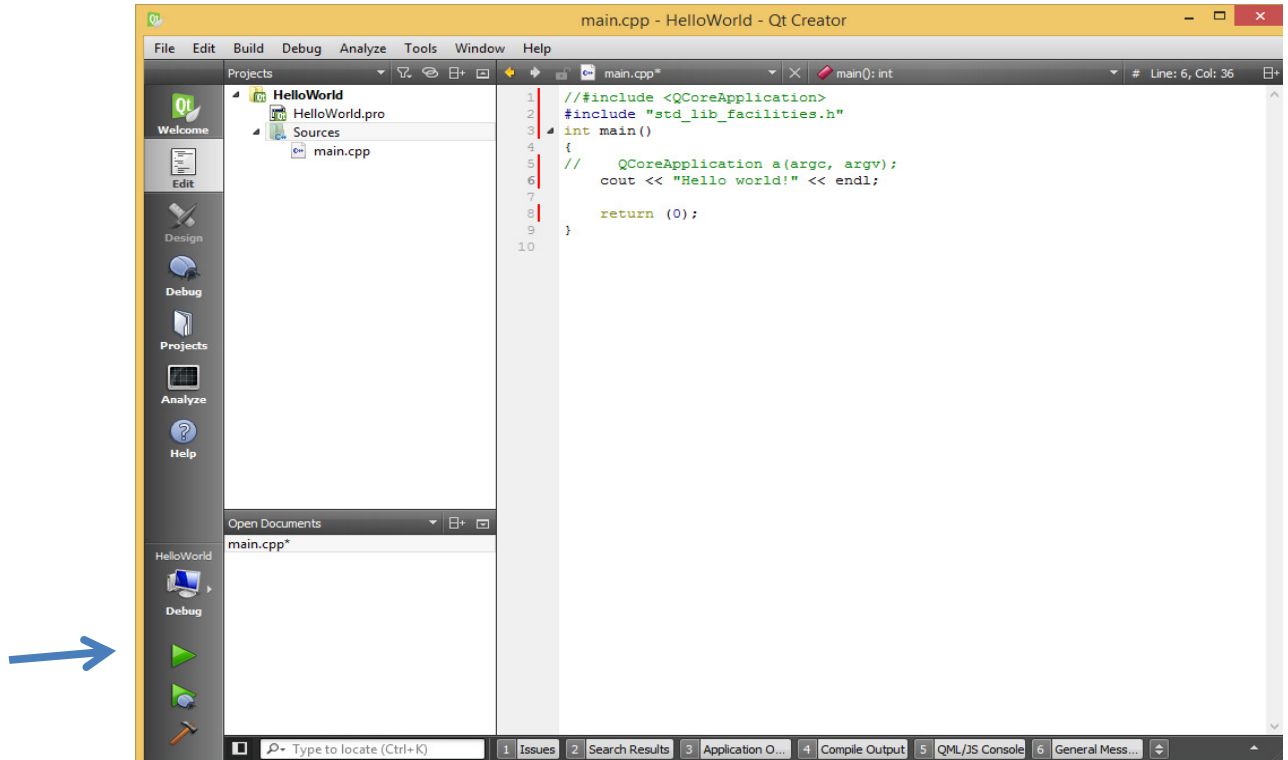 main.cpp - HelloWorld - Qt Creator
File Edit Build Debug Analyze Tools Window Help
Projects
main.cpp*
main(): int
# Line: 6, Col: 36
Welcome
Edit
Design
Debug
Projects
Analyze
Help
HelloWorld
Debug
HelloWorld
HelloWorld.pro
Sources
main.cpp
Open Documents
main.cpp*
1 //#include <QCoreApplication>
2 #include "std_lib_facilities.h"
3 int main()
4 {
5 //    QCoreApplication a(argc, argv);
6     cout << "Hello world!" << endl;
7
8     return (0);
9 }
10
Type to locate (Ctrl+K)
1 Issues 2 Search Results 3 Application O... 4 Compile Output 5 QML/JS Console 6 General Mess...